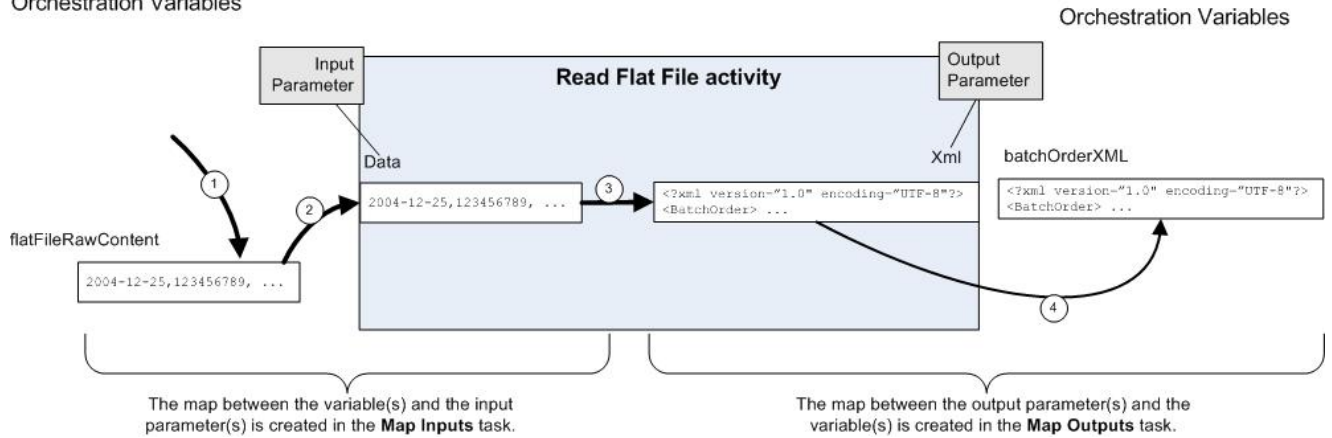 Orchestration Variables
Orchestration Variables
Input
Parameter
Read Flat File activity
Output
Parameter
Data
Xml
batchOrderXML
1
2
2004-12-25,123456789, ...
3
<?xml version="1.0" encoding="UTF-8"?>
<BatchOrder> ...
<?xml version="1.0" encoding="UTF-8"?>
<BatchOrder> ...
flatFileRawContent
2004-12-25,123456789, ...
4
The map between the variable(s) and the input
parameter(s) is created in the Map Inputs task.
The map between the output parameter(s) and the
variable(s) is created in the Map Outputs task.